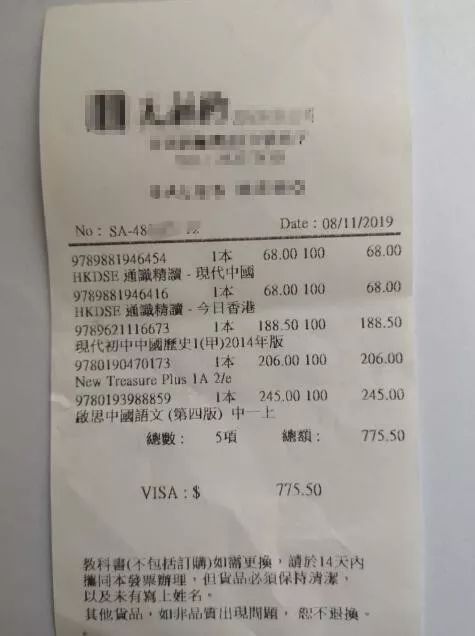 No: SA-48
Date: 08/11/2019
9789881946454 1本 68.00 100 68.00
HKDSE 通識精讀 - 現代中國
9789881946416 1本 68.00 100 68.00
HKDSE 通識精讀 - 今日香港
9789621116673 1本 188.50 100 188.50
現代初中中國歷史1(甲)2014年版
9780190470173 1本 206.00 100 206.00
New Treasure Plus 1A 2/e
9780193988859 1本 245.00 100 245.00
啟思中國語文 (第四版) 中一上
總數: 5項 總額: 775.50
VISA : $ 775.50
教科書(不包括訂購)如需更換，請於14天內
攜同本發票辦理，但貨品必須保持清潔，
以及未有寫上姓名。
其他貨品，如非品質出現問題，恕不退換。